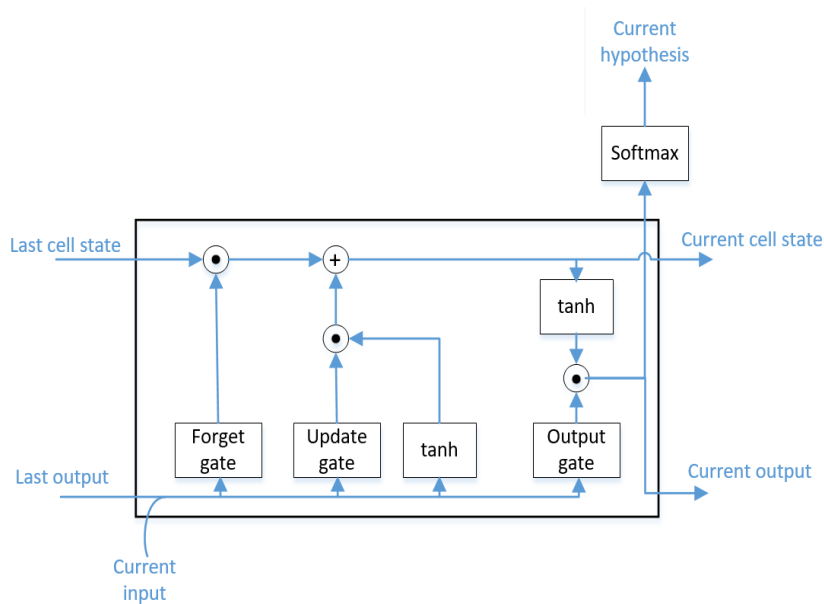 Current
hypothesis
Softmax
Last cell state
+
Current cell state
tanh
Forget
gate
Update
gate
tanh
Output
gate
Last output
Current output
Current
input